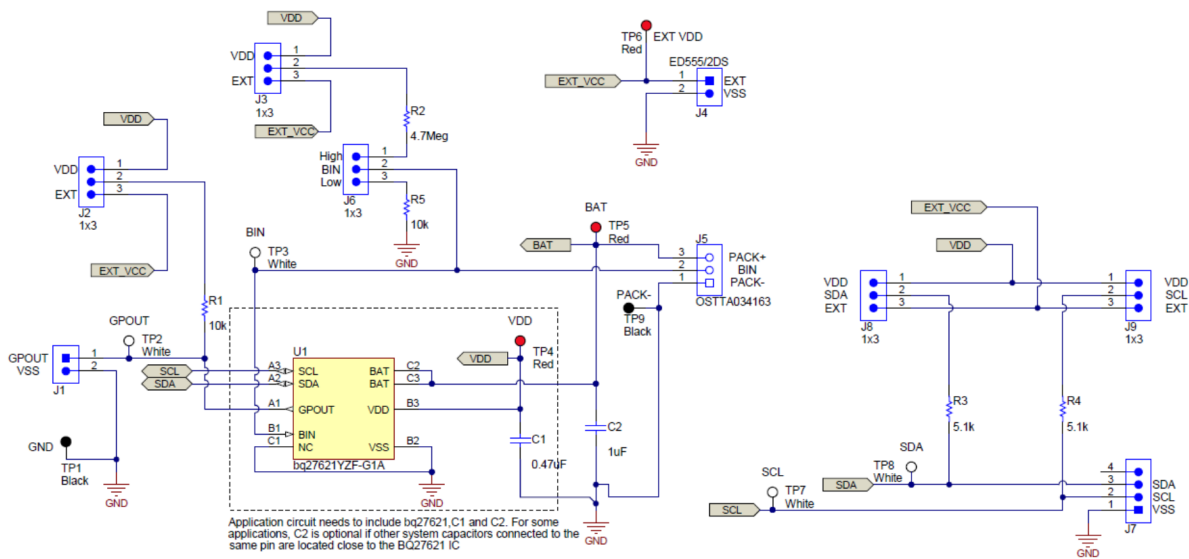 VDD
VDD
EXT
1
2
3
J3
1x3
EXT_VCC
R2
4.7Meg
High
BIN
Low
1
2
3
J6
1x3
R5
10k
GND
TP6
Red
EXT VDD
EXT_VCC
ED555/2DS
1
2
EXT
VSS
J4
GND
VDD
VDD
EXT
1
2
3
J2
1x3
EXT_VCC
R1
10k
BIN
TP3
White
BAT
TP5
Red
BAT
J5
3
2
1
PACK+
BIN
PACK-
OSTTA034163
PACK-
TP9
Black
GPOUT
TP2
White
GPOUT
VSS
1
2
J1
SCL
SDA
GND
TP1
Black
GND
U1
A3
A2
A1
B1
C1
SCL
SDA
GPOUT
BIN
NC
BAT
BAT
VDD
VSS
C2
C3
B3
B2
bq27621YZF-G1A
GND
VDD
TP4
Red
VDD
C1
0.47uF
C2
1uF
GND
Application circuit needs to include bq27621,C1 and C2. For some
applications, C2 is optional if other system capacitors connected to the
same pin are located close to the BQ27621 IC
EXT_VCC
VDD
VDD
SDA
EXT
1
2
3
J8
1x3
1
2
3
VDD
SCL
EXT
J9
1x3
R3
5.1k
R4
5.1k
SDA
TP8
White
SDA
SCL
TP7
White
SCL
4
3
2
1
SDA
SCL
VSS
J7
GND